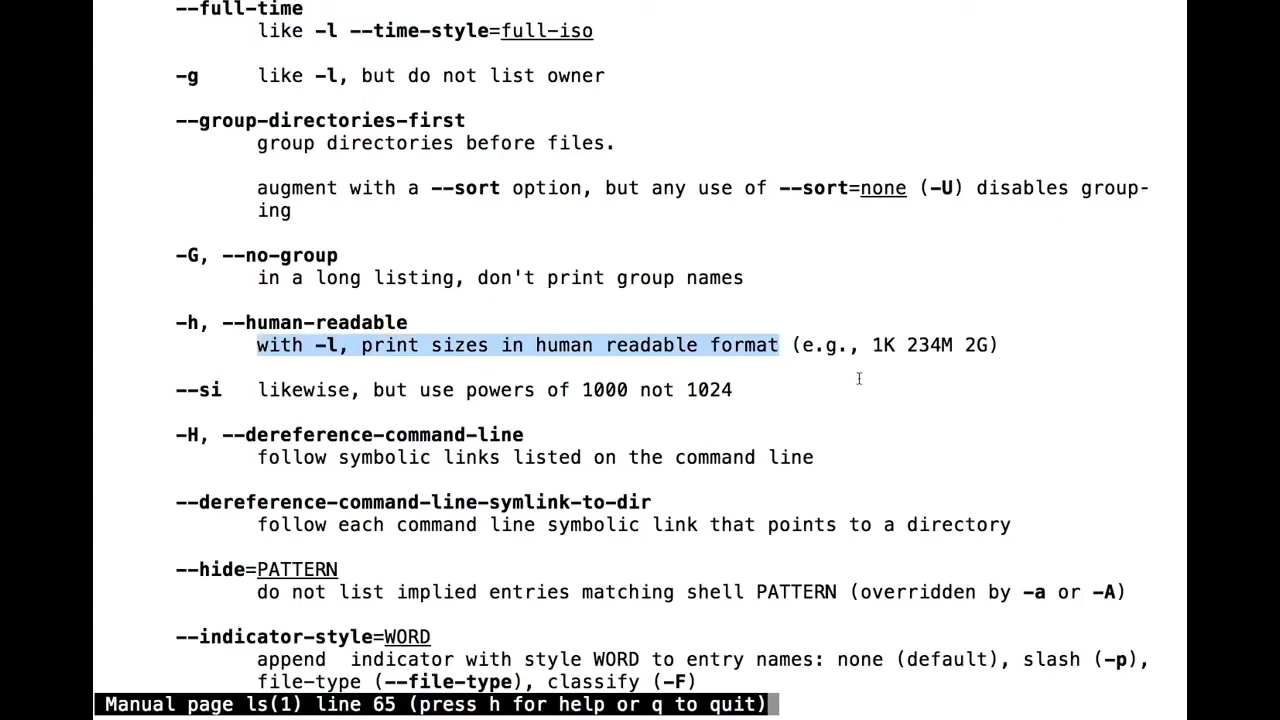 --full-time
like -l --time-style=full-iso
-g like -l, but do not list owner
--group-directories-first
group directories before files.
augment with a --sort option, but any use of --sort=none (-U) disables group-
ing
-G, --no-group
in a long listing, don't print group names
-h, --human-readable
with -l, print sizes in human readable format (e.g., 1K 234M 2G)
--si likewise, but use powers of 1000 not 1024
-H, --dereference-command-line
follow symbolic links listed on the command line
--dereference-command-line-symlink-to-dir
follow each command line symbolic link that points to a directory
--hide=PATTERN
do not list implied entries matching shell PATTERN (overridden by -a or -A)
--indicator-style=WORD
append  indicator with style WORD to entry names: none (default), slash (-p),
file-type (--file-type), classify (-F)
Manual page ls(1) line 65 (press h for help or q to quit)